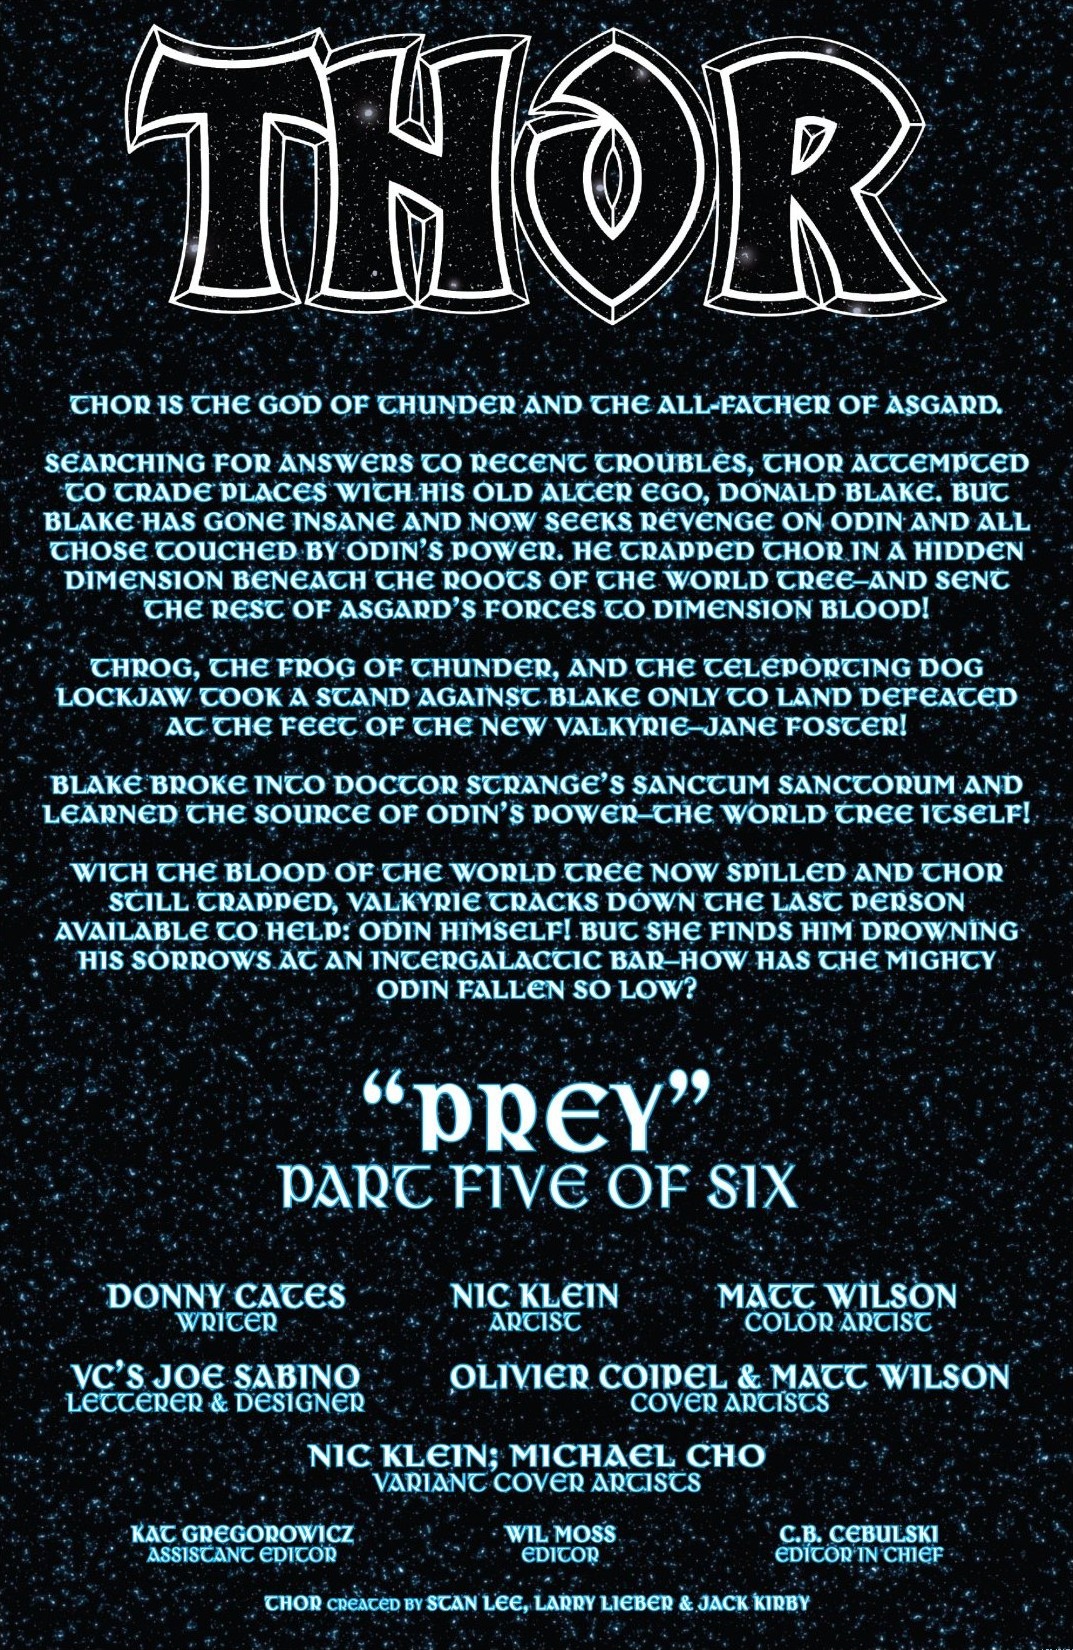 THOR
THOR IS THE GOD OF THUNDER AND THE ALL-FATHER OF ASGARD.
SEARCHING FOR ANSWERS TO RECENT TROUBLES, THOR ATTEMPTED
TO TRADE PLACES WITH HIS OLD ALTER EGO, DONALD BLAKE. BUT
BLAKE HAS GONE INSANE AND NOW SEEKS REVENGE ON ODIN AND ALL
THOSE TOUCHED BY ODIN'S POWER. HE TRAPPED THOR IN A HIDDEN
DIMENSION BENEATH THE ROOTS OF THE WORLD TREE—AND SENT
THE REST OF ASGARD'S FORCES TO DIMENSION BLOOD!
THROG, THE FROG OF THUNDER, AND THE TELEPORTING DOG
LOCKJAW TOOK A STAND AGAINST BLAKE ONLY TO LAND DEFEATED
AT THE FEET OF THE NEW VALKYRIE—JANE FOSTER!
BLAKE BROKE INTO DOCTOR STRANGE'S SANCTUM SANCTORUM AND
LEARNED THE SOURCE OF ODIN'S POWER—THE WORLD TREE ITSELF!
WITH THE BLOOD OF THE WORLD TREE NOW SPILLED AND THOR
STILL TRAPPED, VALKYRIE TRACKS DOWN THE LAST PERSON
AVAILABLE TO HELP: ODIN HIMSELF! BUT SHE FINDS HIM DROWNING
HIS SORROWS AT AN INTERGALACTIC BAR—HOW HAS THE MIGHTY
ODIN FALLEN SO LOW?
“PREY”
PART FIVE OF SIX
DONNY CATES NIC KLEIN MATT WILSON
WRITER ARTIST COLOR ARTIST
VC'S JOE SABINO OLIVIER COIPEL & MATT WILSON
LETTERER & DESIGNER COVER ARTISTS
NIC KLEIN; MICHAEL CHO
VARIANT COVER ARTISTS
KAT GREGOROWICZ WIL MOSS C.B. CEBULSKI
ASSISTANT EDITOR EDITOR EDITOR IN CHIEF
THOR CREATED BY STAN LEE, LARRY LIEBER & JACK KIRBY